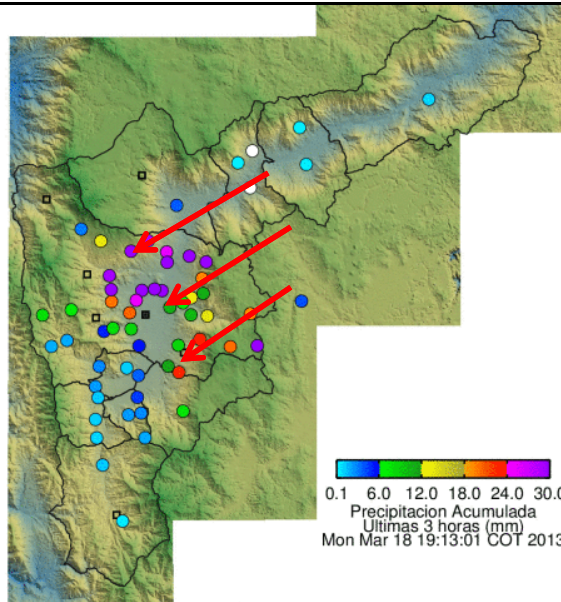 0.1 6.0 12.0 18.0 24.0 30.0
Precipitacion Acumulada
Ultimas 3 horas (mm)
Mon Mar 18 19:13:01 COT 2013